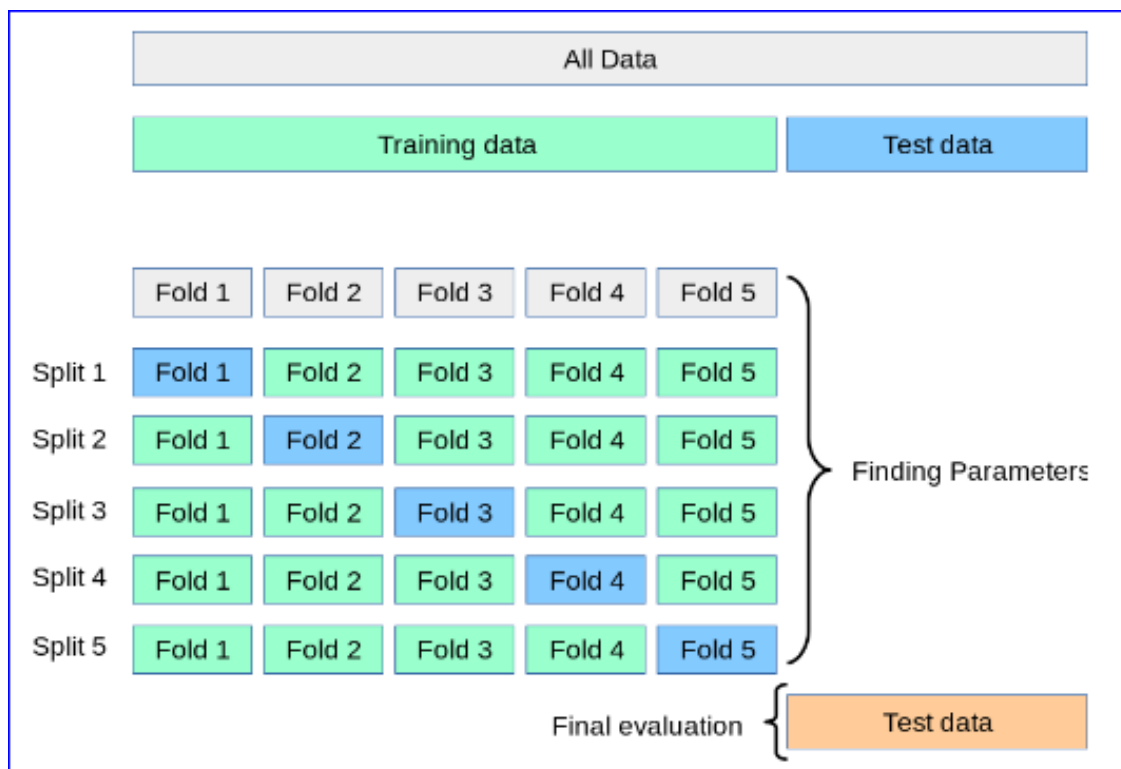 All Data
Training data Test data
Fold 1 Fold 2 Fold 3 Fold 4 Fold 5
Split 1 Fold 1 Fold 2 Fold 3 Fold 4 Fold 5
Split 2 Fold 1 Fold 2 Fold 3 Fold 4 Fold 5
Finding Parameters
Split 3 Fold 1 Fold 2 Fold 3 Fold 4 Fold 5
Split 4 Fold 1 Fold 2 Fold 3 Fold 4 Fold 5
Split 5 Fold 1 Fold 2 Fold 3 Fold 4 Fold 5
Final evaluation Test data